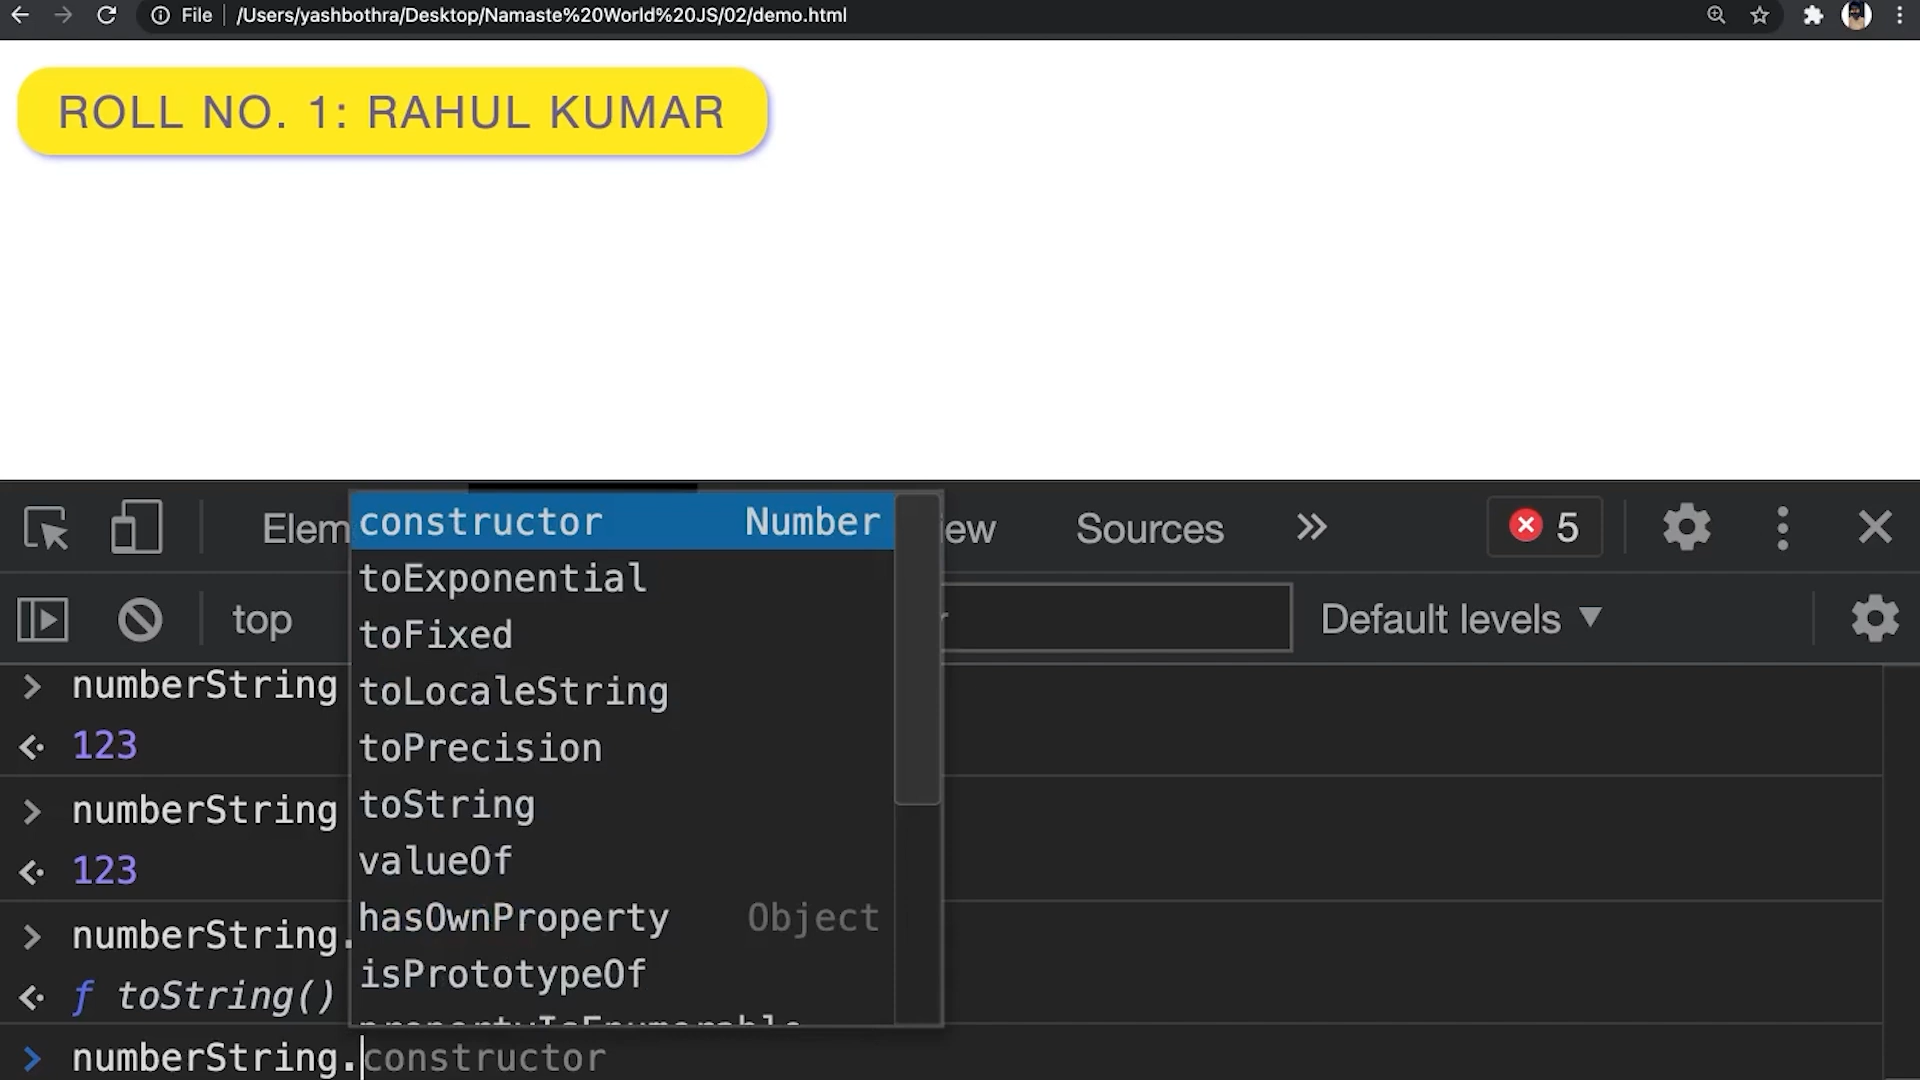 File /Users/yashbothra/Desktop/Namaste%20World%20JS/02/demo.html
ROLL NO. 1: RAHUL KUMAR
Elem
ew
Sources
5
top
Default levels
constructor Number
toExponential
toFixed
toLocaleString
toPrecision
toString
valueOf
hasOwnProperty Object
isPrototypeOf
numberString
123
numberString
123
numberString.
f toString()
numberString.constructor